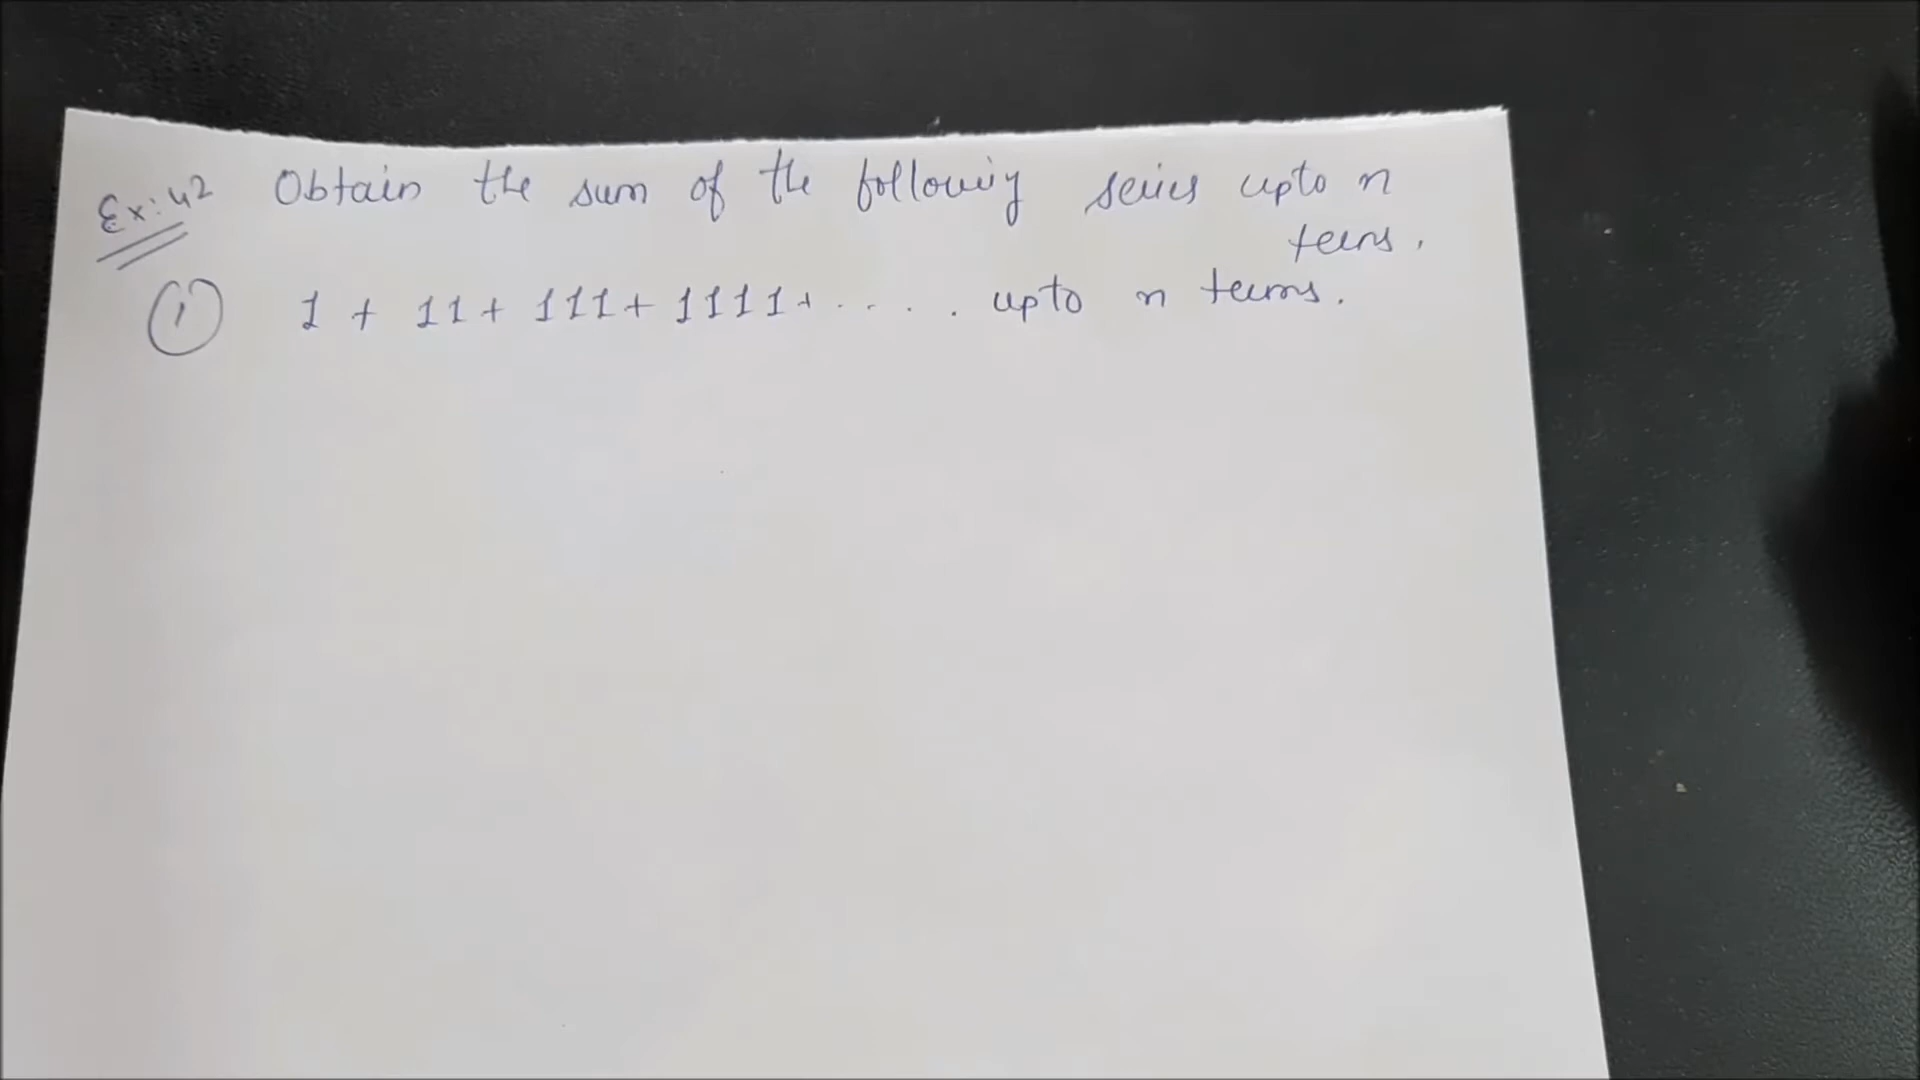 Ex: 42 Obtain the sum of the following series upto n
terms.
① 1 + 11 + 111 + 1111 + . . . . upto n terms.